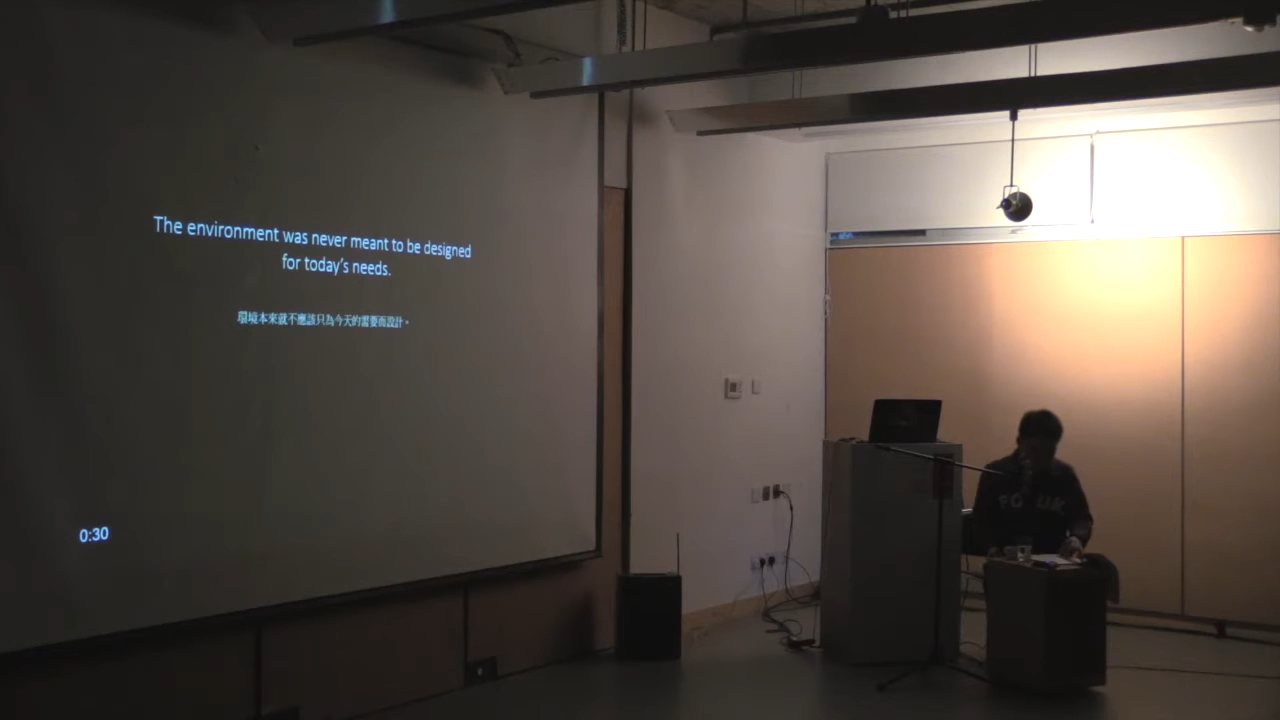 The environment was never meant to be designed
for today's needs.
環境本來就不應該只為今天的需要而設計。
0:30